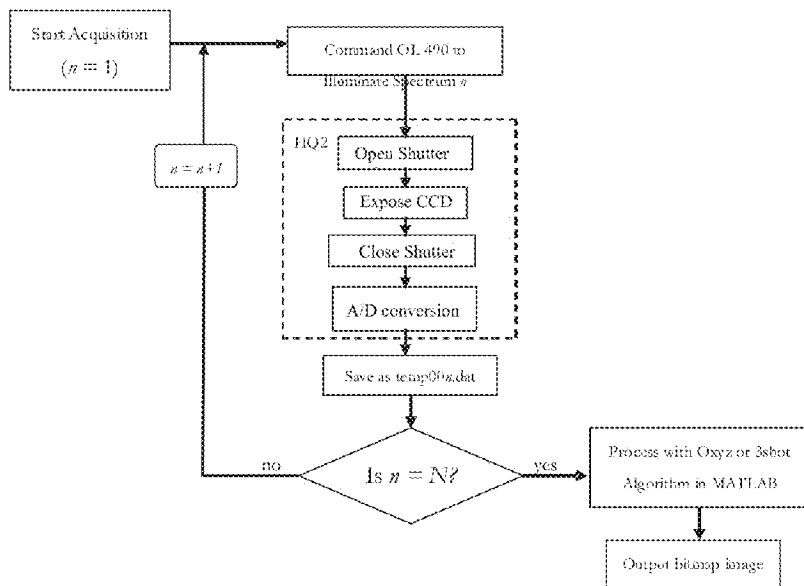 Start Acquisition
(n = 1)
Command OL 490 to
Illuminate Spectrum n
HQ2
Open Shutter
n = n+1
Expose CCD
Close Shutter
A/D conversion
Save as temp00n.dat
Is n = N?
no
yes
Process with Oxyz or 3shot
Algorithm in MATLAB
Output bitmap image